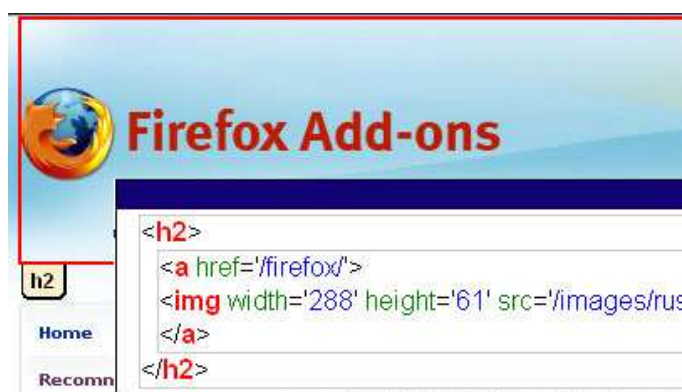 Firefox Add-ons
<h2>
<a href='/firefox/'>
<img width='288' height='61' src='/images/rus
</a>
</h2>
h2
Home
Recomn